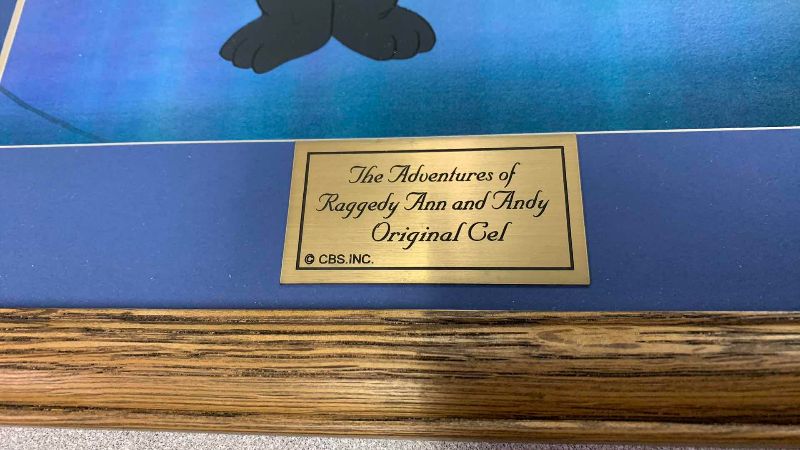 The Adventures of
Raggedy Ann and Andy
Original Cel
© CBS.INC.